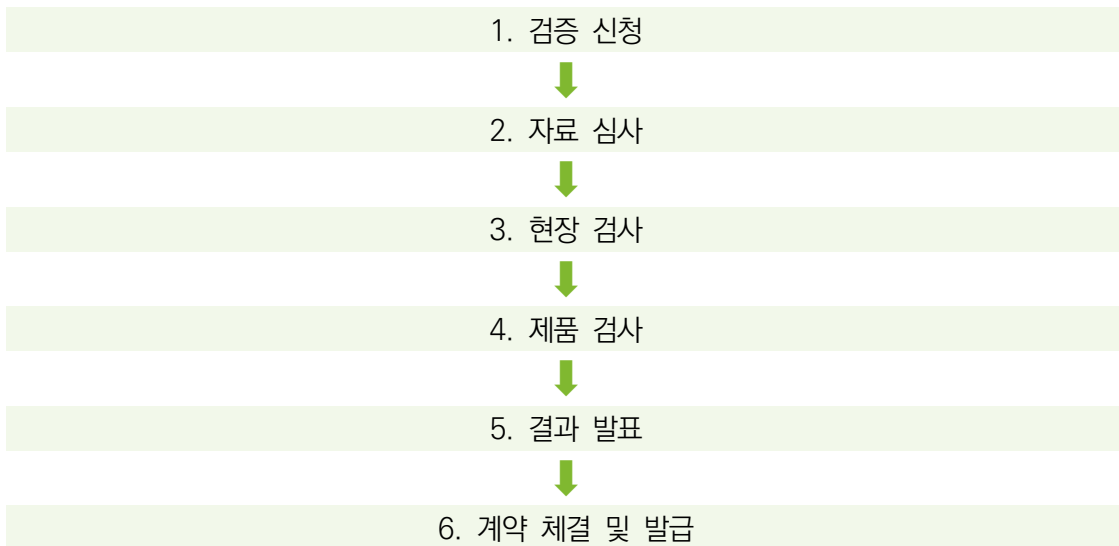 1. 검증 신청
2. 자료 심사
3. 현장 검사
4. 제품 검사
5. 결과 발표
6. 계약 체결 및 발급